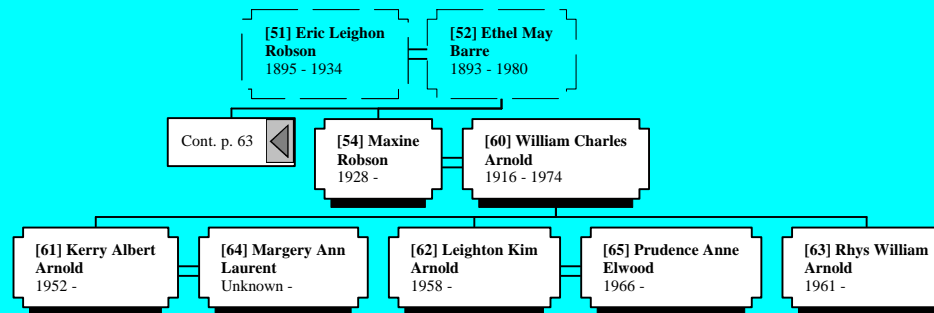 [51] Eric Leighon
Robson
1895 - 1934
[52] Ethel May
Barre
1893 - 1980
Cont. p. 63
[54] Maxine
Robson
1928 -
[60] William Charles
Arnold
1916 - 1974
[61] Kerry Albert
Arnold
1952 -
[64] Margery Ann
Laurent
Unknown -
[62] Leighton Kim
Arnold
1958 -
[65] Prudence Anne
Elwood
1966 -
[63] Rhys William
Arnold
1961 -